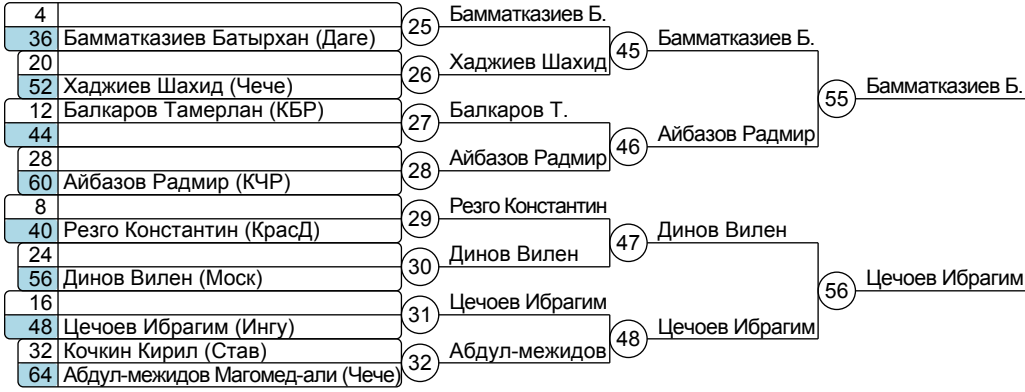 4
36 Бамматказиев Батырхан (Даге)
20
52 Хаджиев Шахид (Чече)
12 Балкаров Тамерлан (КБР)
44
28
60 Айбазов Радмир (КЧР)
8
40 Резго Константин (КрасД)
24
56 Динов Вилен (Моск)
16
48 Цечоев Ибрагим (Ингу)
32 Кочкин Кирил (Став)
64 Абдул-межидов Магомед-али (Чече)
25 Бамматказиев Б.
26 Хаджиев Шахид
27 Балкаров Т.
28 Айбазов Радмир
29 Резго Константин
30 Динов Вилен
31 Цечоев Ибрагим
32 Абдул-межидов
45 Бамматказиев Б.
46 Айбазов Радмир
47 Динов Вилен
48 Цечоев Ибрагим
55 Бамматказиев Б.
56 Цечоев Ибрагим